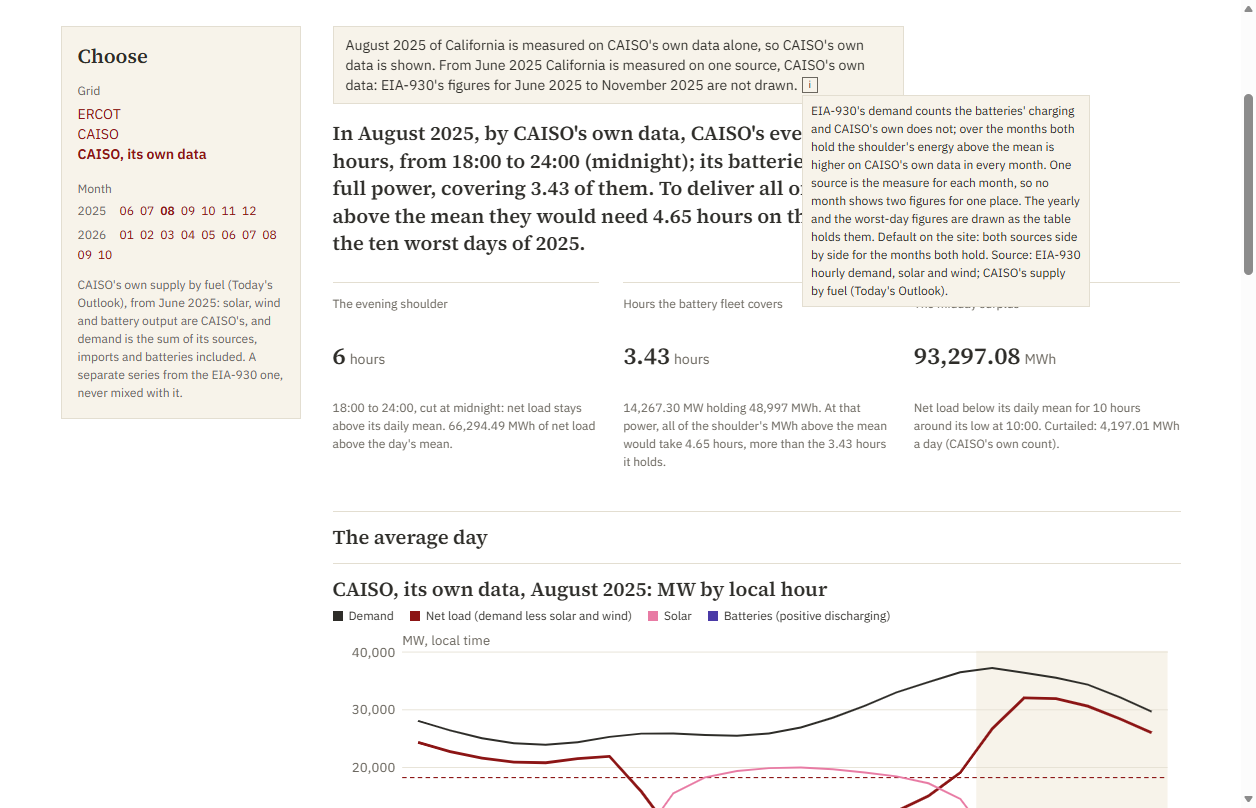 Choose
Grid
ERCOT
CAISO
CAISO, its own data
Month
2025 06 07 08 09 10 11 12
2026 01 02 03 04 05 06 07 08
09 10
CAISO's own supply by fuel (Today's
Outlook), from June 2025: solar, wind
and battery output are CAISO's, and
demand is the sum of its sources,
imports and batteries included. A
separate series from the EIA-930 one,
never mixed with it.
August 2025 of California is measured on CAISO's own data alone, so CAISO's own
data is shown. From June 2025 California is measured on one source, CAISO's own
data: EIA-930's figures for June 2025 to November 2025 are not drawn. i
EIA-930's demand counts the batteries' charging
and CAISO's own does not; over the months both
hold the shoulder's energy above the mean is
higher on CAISO's own data in every month. One
source is the measure for each month, so no
month shows two figures for one place. The yearly
and the worst-day figures are drawn as the table
holds them. Default on the site: both sources side
by side for the months both hold. Source: EIA-930
hourly demand, solar and wind; CAISO's supply
by fuel (Today's Outlook).
In August 2025, by CAISO's own data, CAISO's eve
hours, from 18:00 to 24:00 (midnight); its batterie
full power, covering 3.43 of them. To deliver all o
above the mean they would need 4.65 hours on th
the ten worst days of 2025.
The evening shoulder
6 hours
18:00 to 24:00, cut at midnight: net load stays
above its daily mean. 66,294.49 MWh of net load
above the day's mean.
Hours the battery fleet covers
3.43 hours
14,267.30 MW holding 48,997 MWh. At that
power, all of the shoulder's MWh above the mean
would take 4.65 hours, more than the 3.43 hours
it holds.
93,297.08 MWh
Net load below its daily mean for 10 hours
around its low at 10:00. Curtailed: 4,197.01 MWh
a day (CAISO's own count).
The average day
CAISO, its own data, August 2025: MW by local hour
Demand Net load (demand less solar and wind) Solar Batteries (positive discharging)
MW, local time
40,000
30,000
20,000